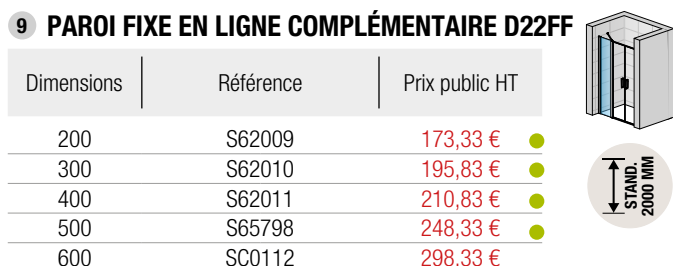 9 PAROI FIXE EN LIGNE COMPLÉMENTAIRE D22FF
Dimensions Référence Prix public HT
200 S62009 173,33 €
300 S62010 195,83 €
400 S62011 210,83 €
500 S65798 248,33 €
600 SC0112 298,33 €
STAND.
2000 MM